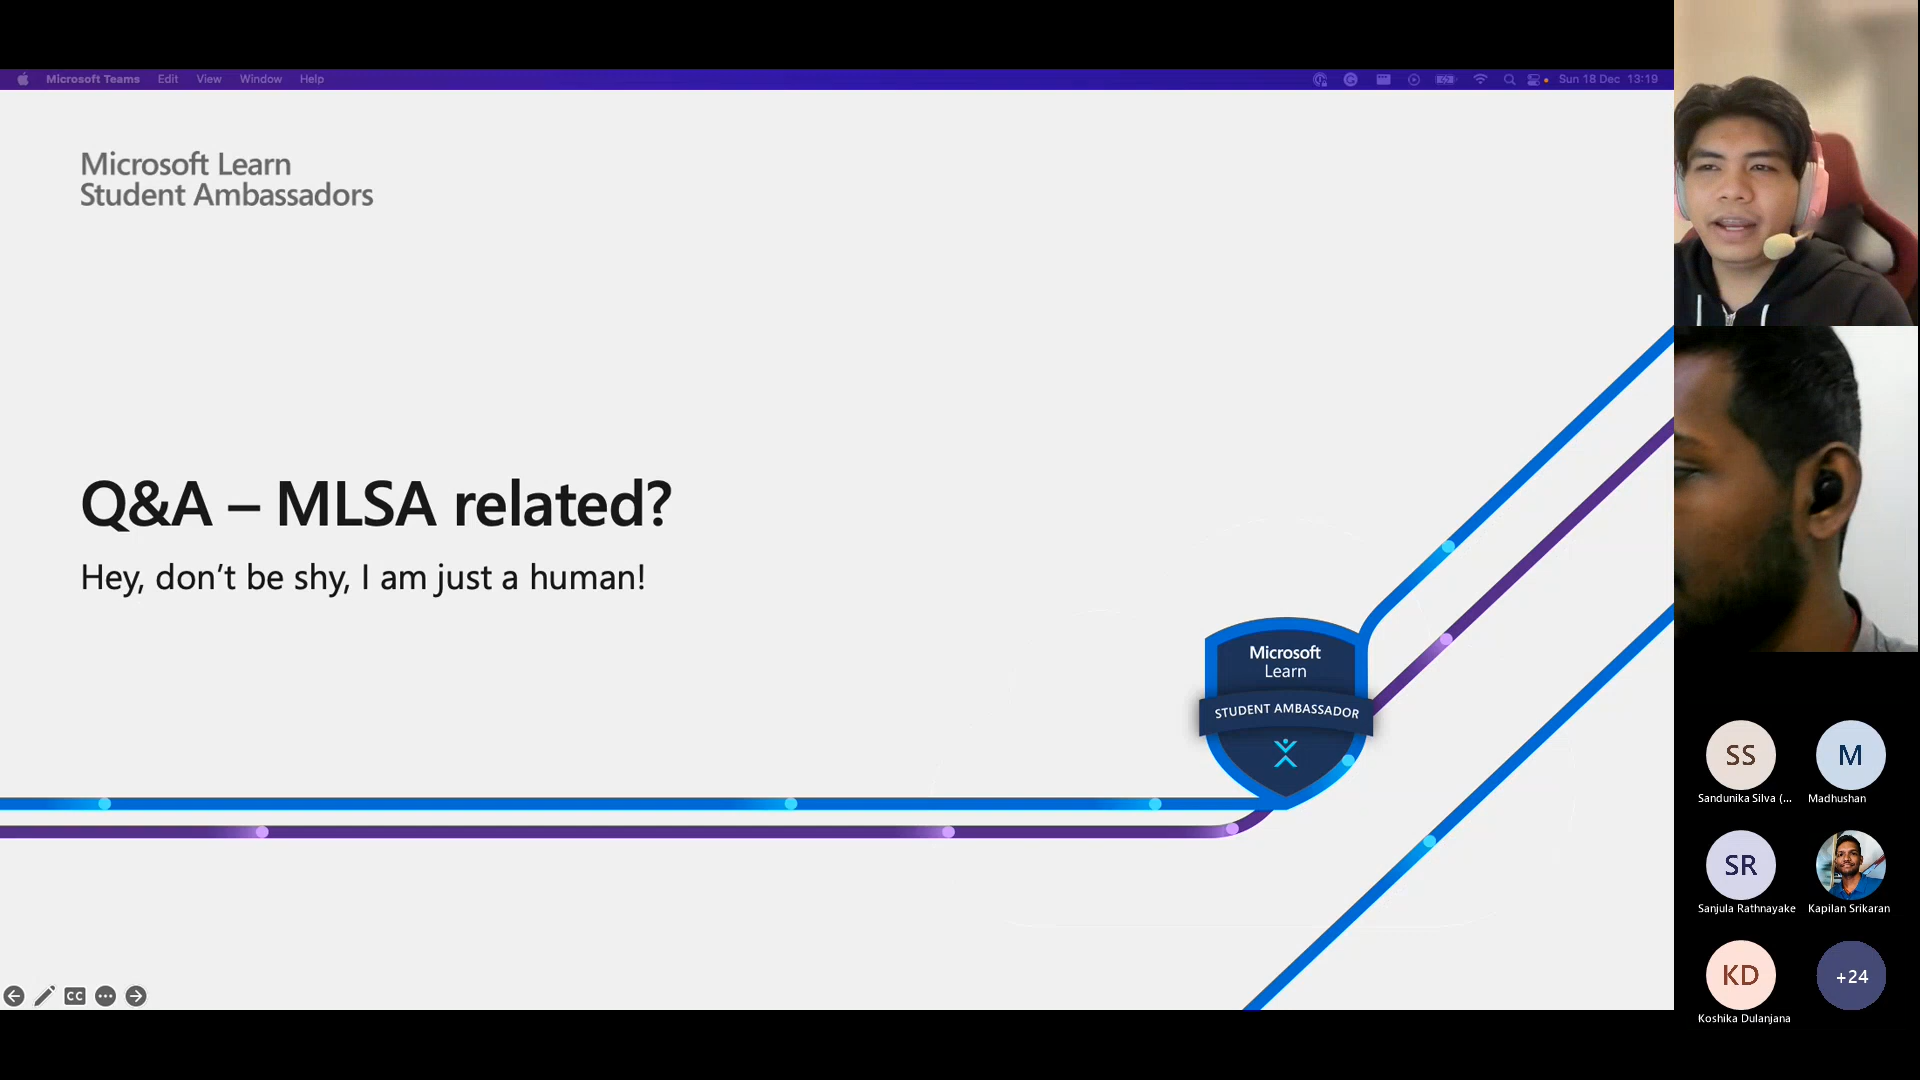 Microsoft Teams Edit View Window Help
Sun 18 Dec 13:19
Microsoft Learn
Student Ambassadors
Q&A – MLSA related?
Hey, don’t be shy, I am just a human!
Microsoft
Learn
STUDENT AMBASSADOR
CC
SS
Sandunika Silva (...
M
Madhushan
SR
Sanjula Rathnayake
Kapilan Srikaran
KD
Koshika Dulanjana
+24